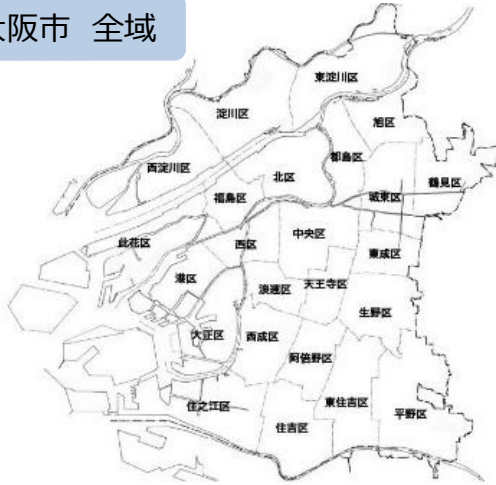 大阪市 全域
東淀川区
淀川区
旭区
西淀川区
都島区
北区
鶴見区
福島区
城東区
此花区
西区
中央区
東成区
港区
浪速区
天王寺区
生野区
大正区
西成区
阿倍野区
住之江区
東住吉区
平野区
住吉区